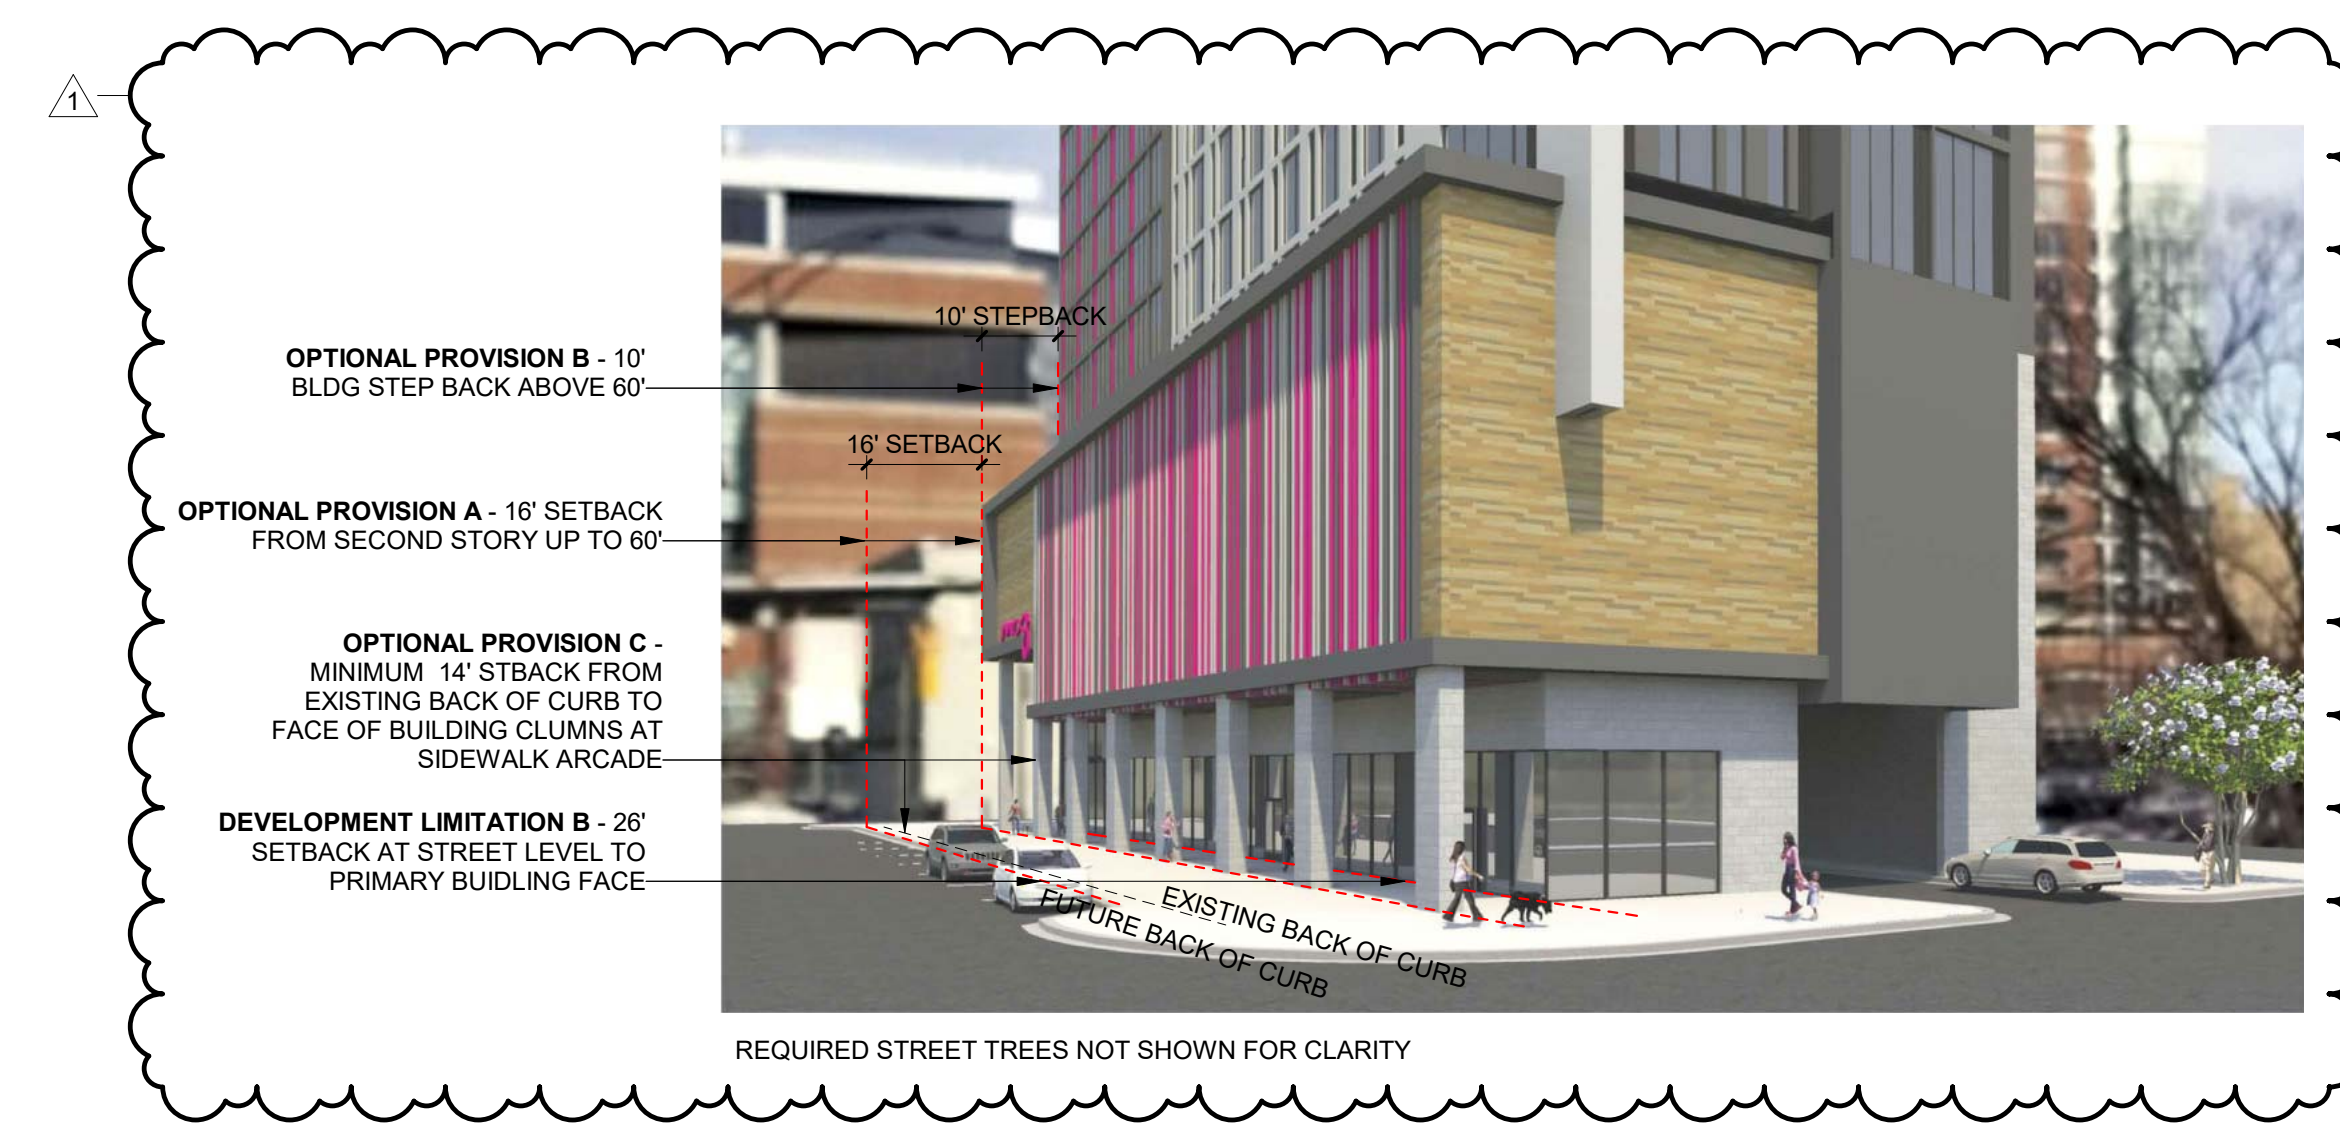 1
10' STEPBACK
OPTIONAL PROVISION B - 10'
BLDG STEP BACK ABOVE 60'
16' SETBACK
OPTIONAL PROVISION A - 16' SETBACK
FROM SECOND STORY UP TO 60'
OPTIONAL PROVISION C -
MINIMUM  14' STBACK FROM
EXISTING BACK OF CURB TO
FACE OF BUILDING CLUMNS AT
SIDEWALK ARCADE
DEVELOPMENT LIMITATION B - 26'
SETBACK AT STREET LEVEL TO
PRIMARY BUIDLING FACE
EXISTING BACK OF CURB
FUTURE BACK OF CURB
REQUIRED STREET TREES NOT SHOWN FOR CLARITY